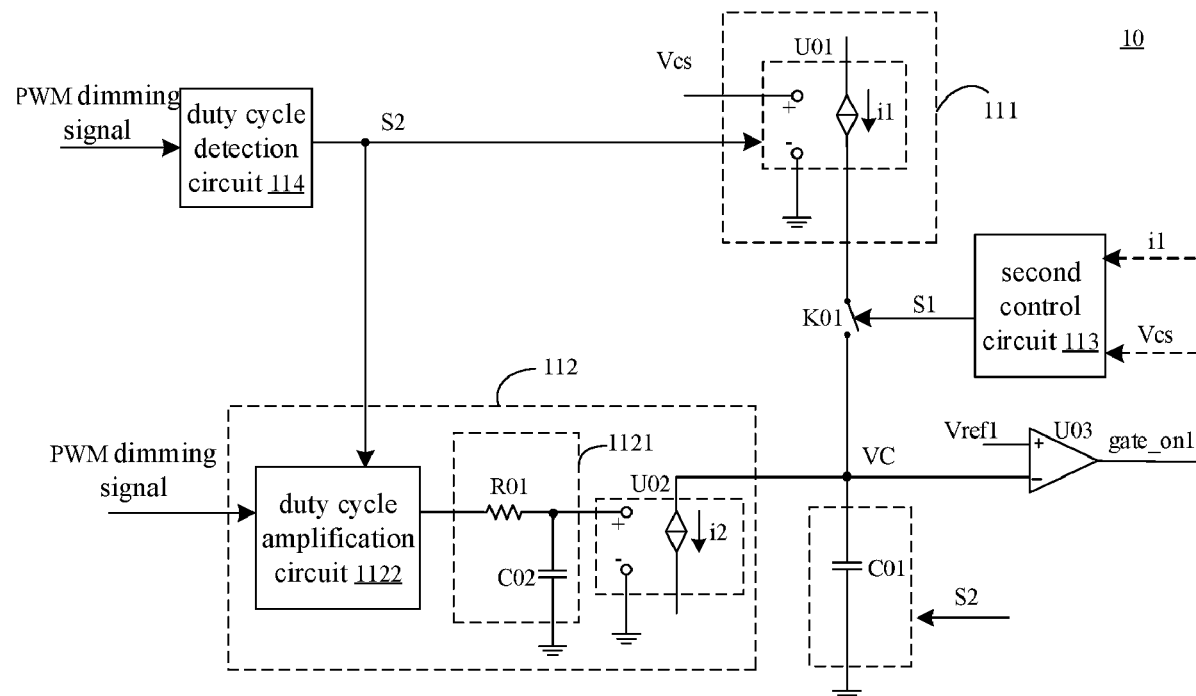 10
U01
Vcs
+
-
i1
111
PWM dimming
signal
duty cycle
detection
circuit 114
S2
i1
second
control
circuit 113
S1
K01
Vcs
112
1121
PWM dimming
signal
duty cycle
amplification
circuit 1122
R01
C02
U02
+
-
i2
VC
Vref1
+
-
U03
gate_on1
C01
S2